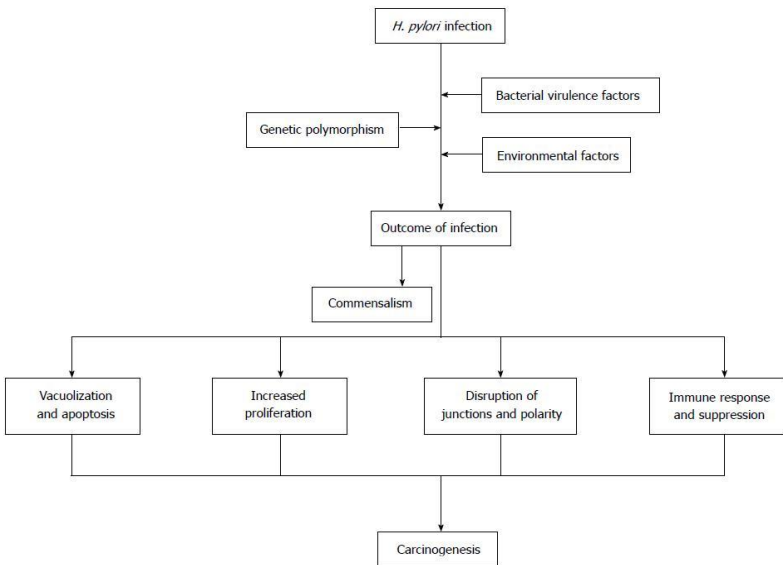 H. pylori infection
Bacterial virulence factors
Genetic polymorphism
Environmental factors
Outcome of infection
Commensalism
Vacuolization
and apoptosis
Increased
proliferation
Disruption of
junctions and polarity
Immune response
and suppression
Carcinogenesis